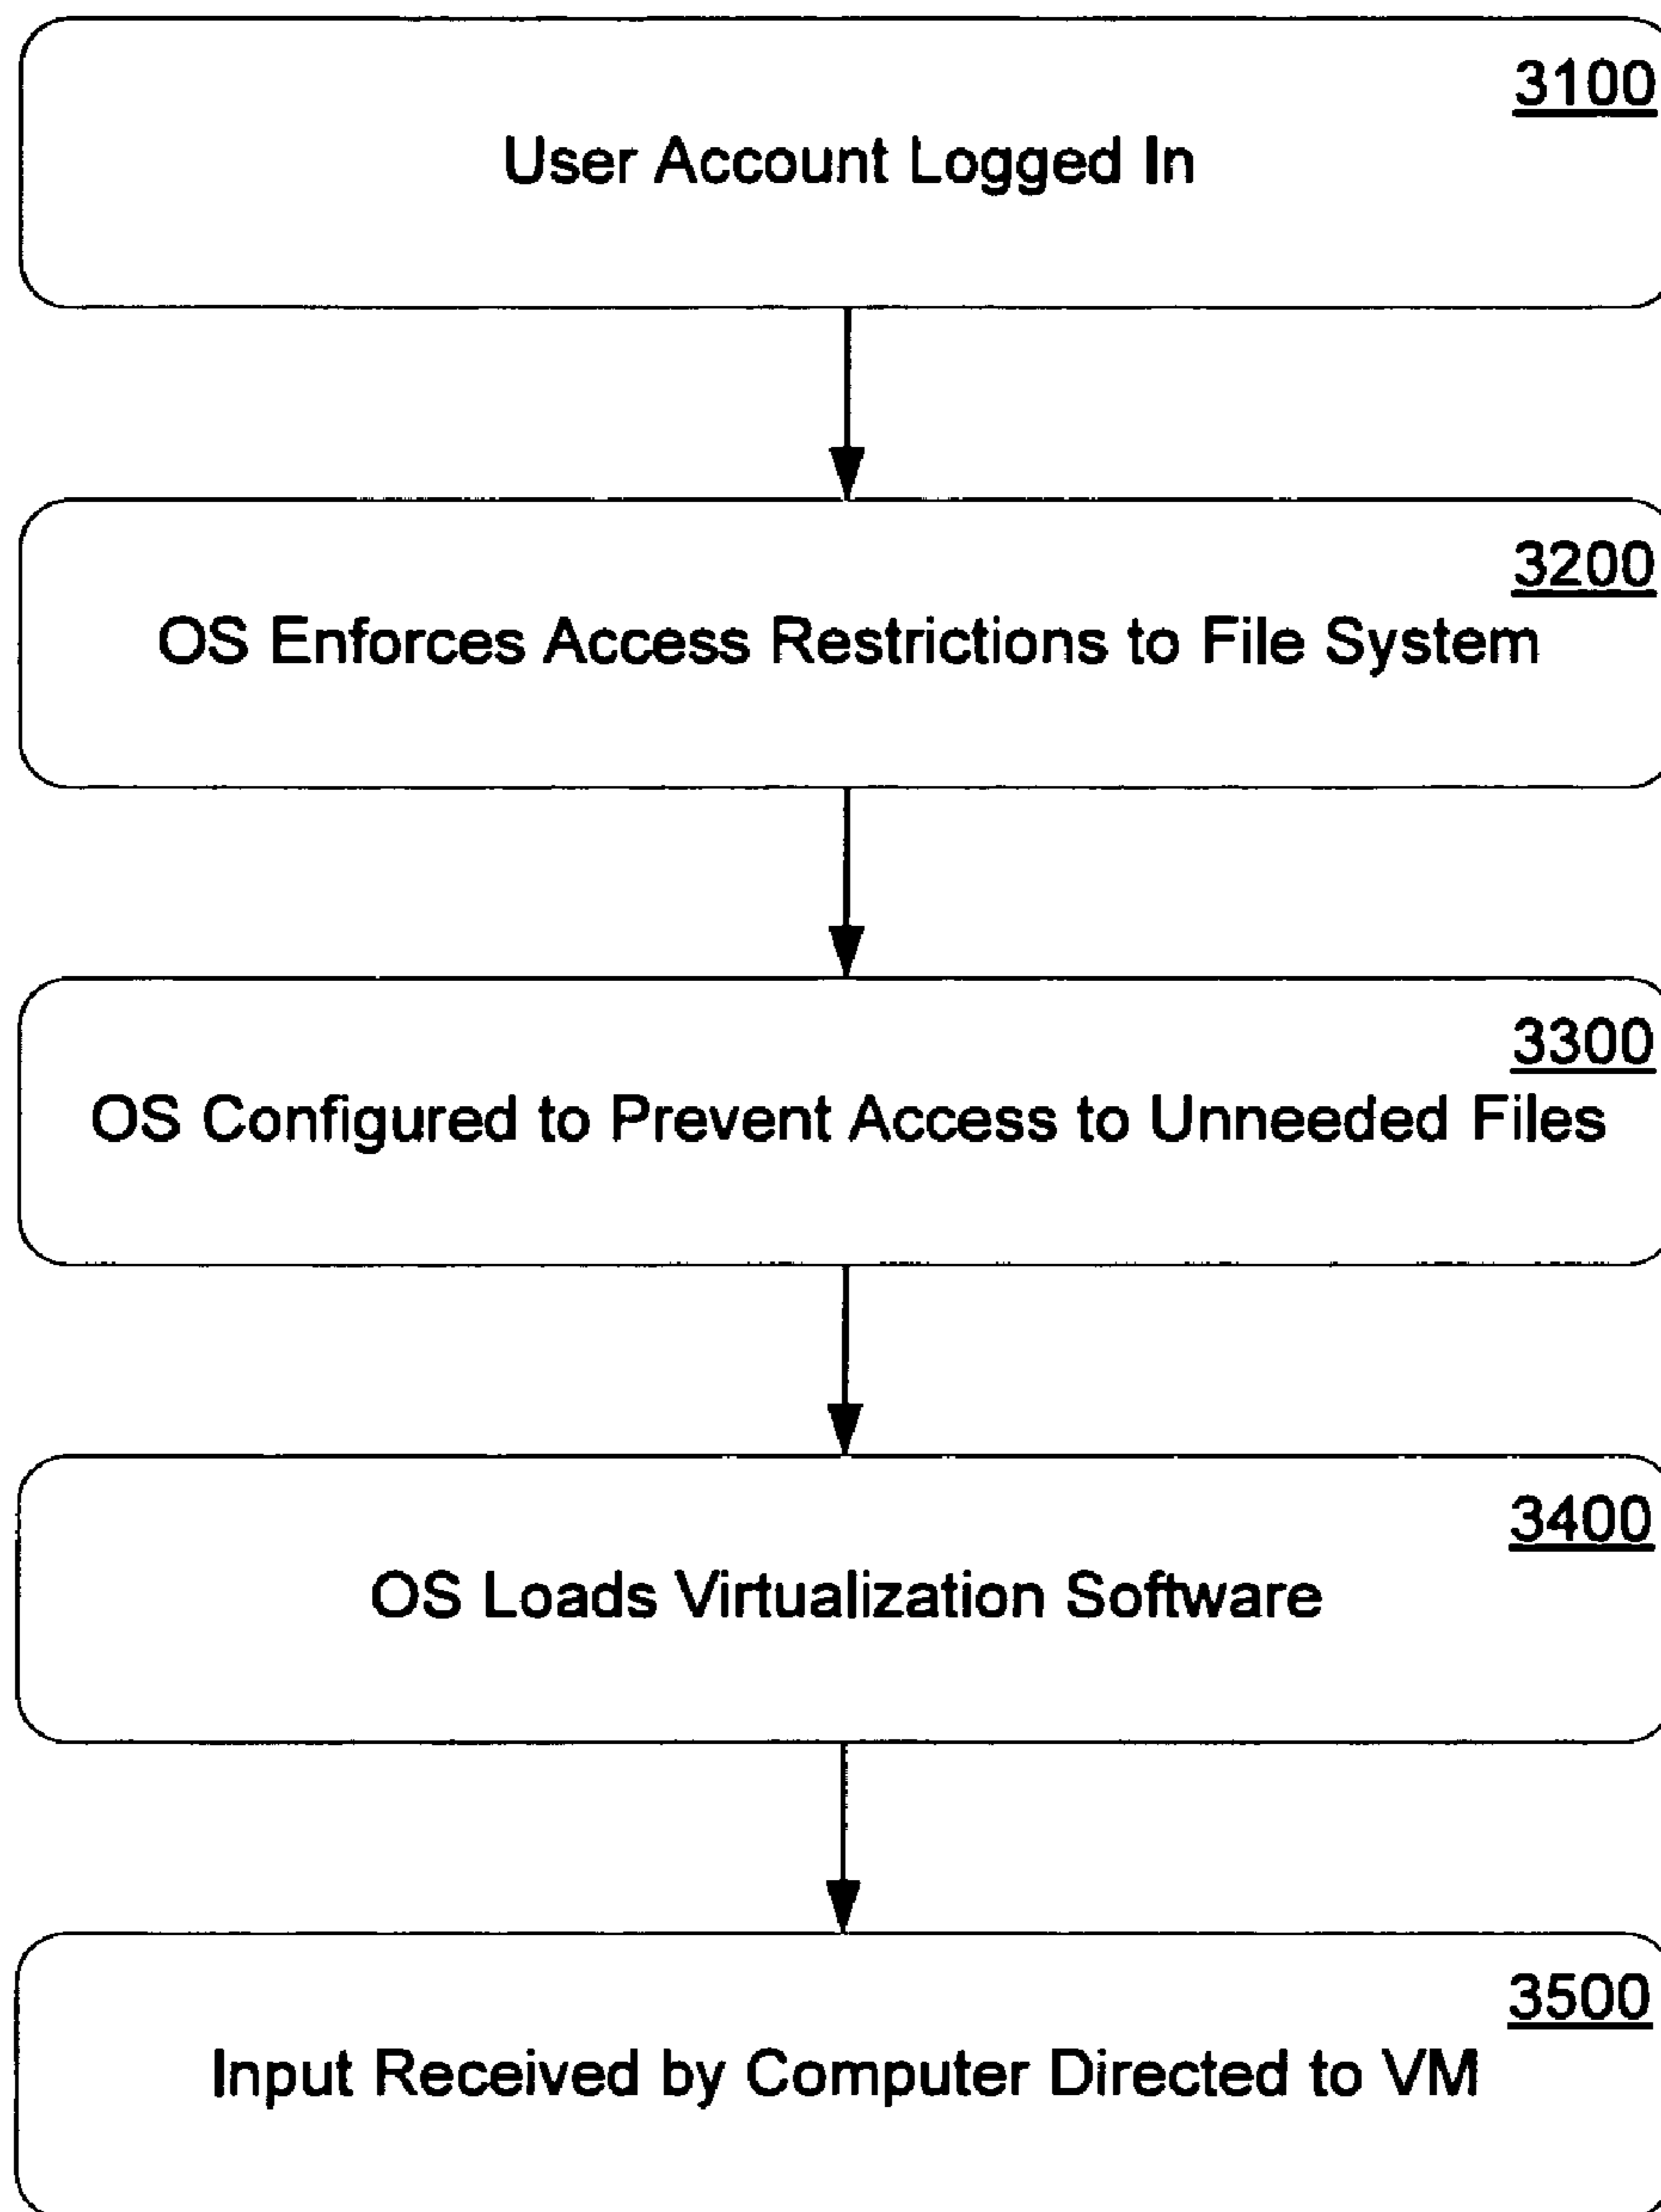 3100
User Account Logged In
3200
OS Enforces Access Restrictions to File System
3300
OS Configured to Prevent Access to Unneeded Files
3400
OS Loads Virtualization Software
3500
Input Received by Computer Directed to VM